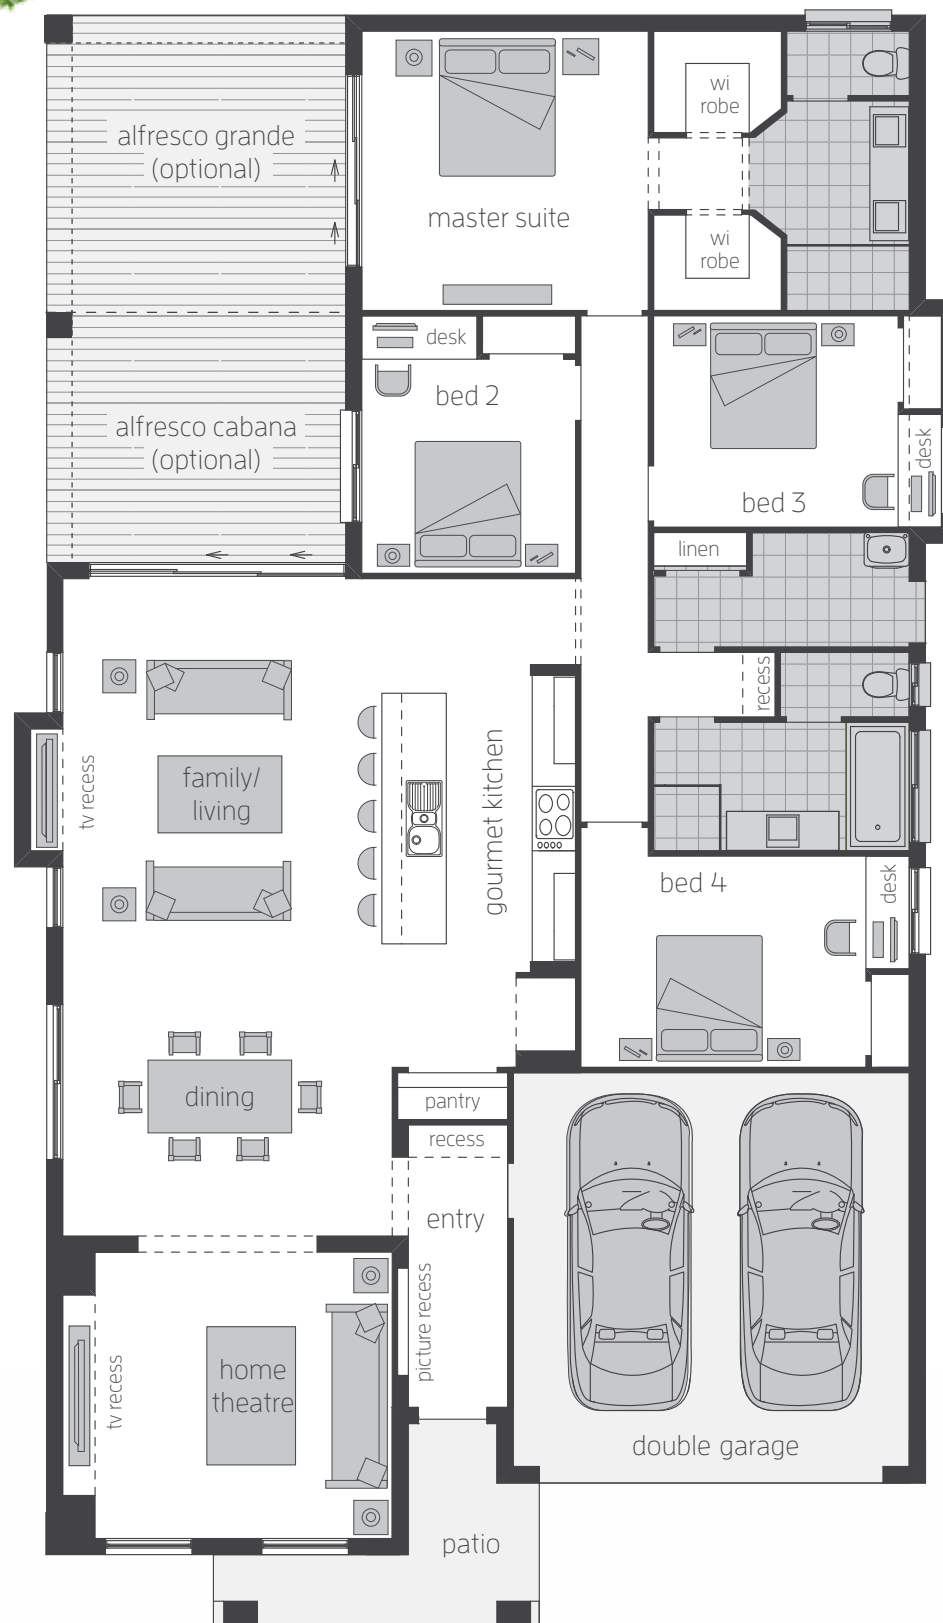 alfresco grande
(optional)
wi
robe
master suite
wi
robe
desk
bed 2
alfresco cabana
(optional)
desk
bed 3
linen
recess
tv recess
family/
living
gourmet kitchen
bed 4
desk
dining
pantry
recess
entry
picture recess
tv recess
home
theatre
double garage
patio